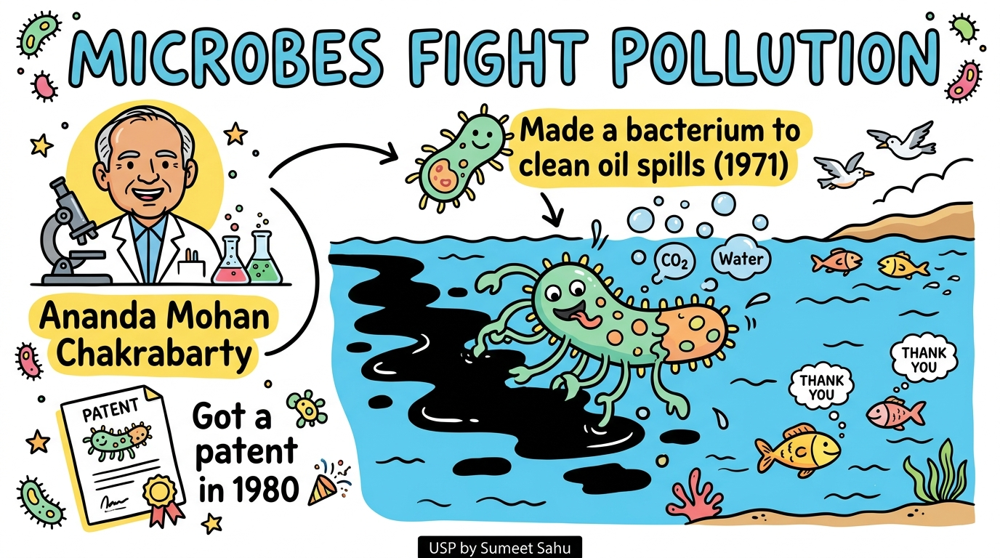 MICROBES FIGHT POLLUTION
Made a bacterium to
clean oil spills (1971)
CO₂
Water
Ananda Mohan
Chakrabarty
PATENT
Got a
patent
in 1980
THANK
YOU
THANK
YOU
USP by Sumeet Sahu